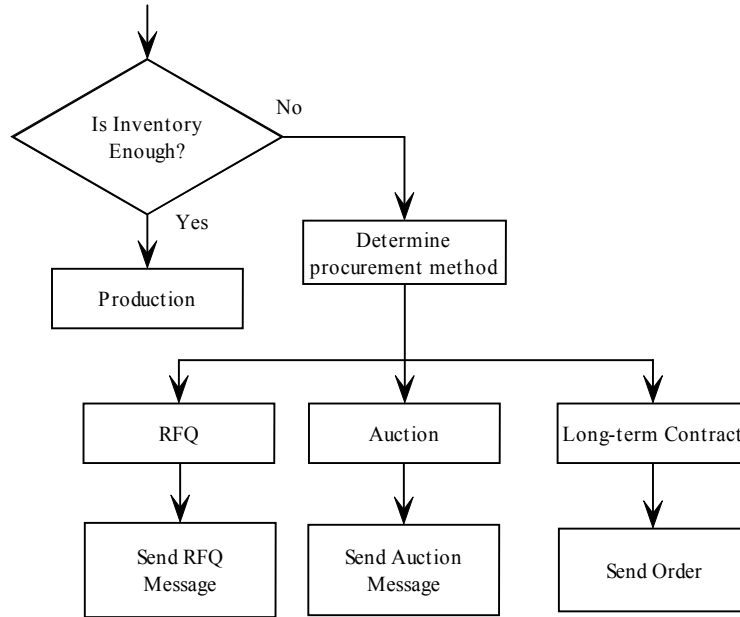 No
Is Inventory
Enough?
Yes
Determine
procurement method
Production
RFQ
Auction
Long-term Contract
Send RFQ
Message
Send Auction
Message
Send Order